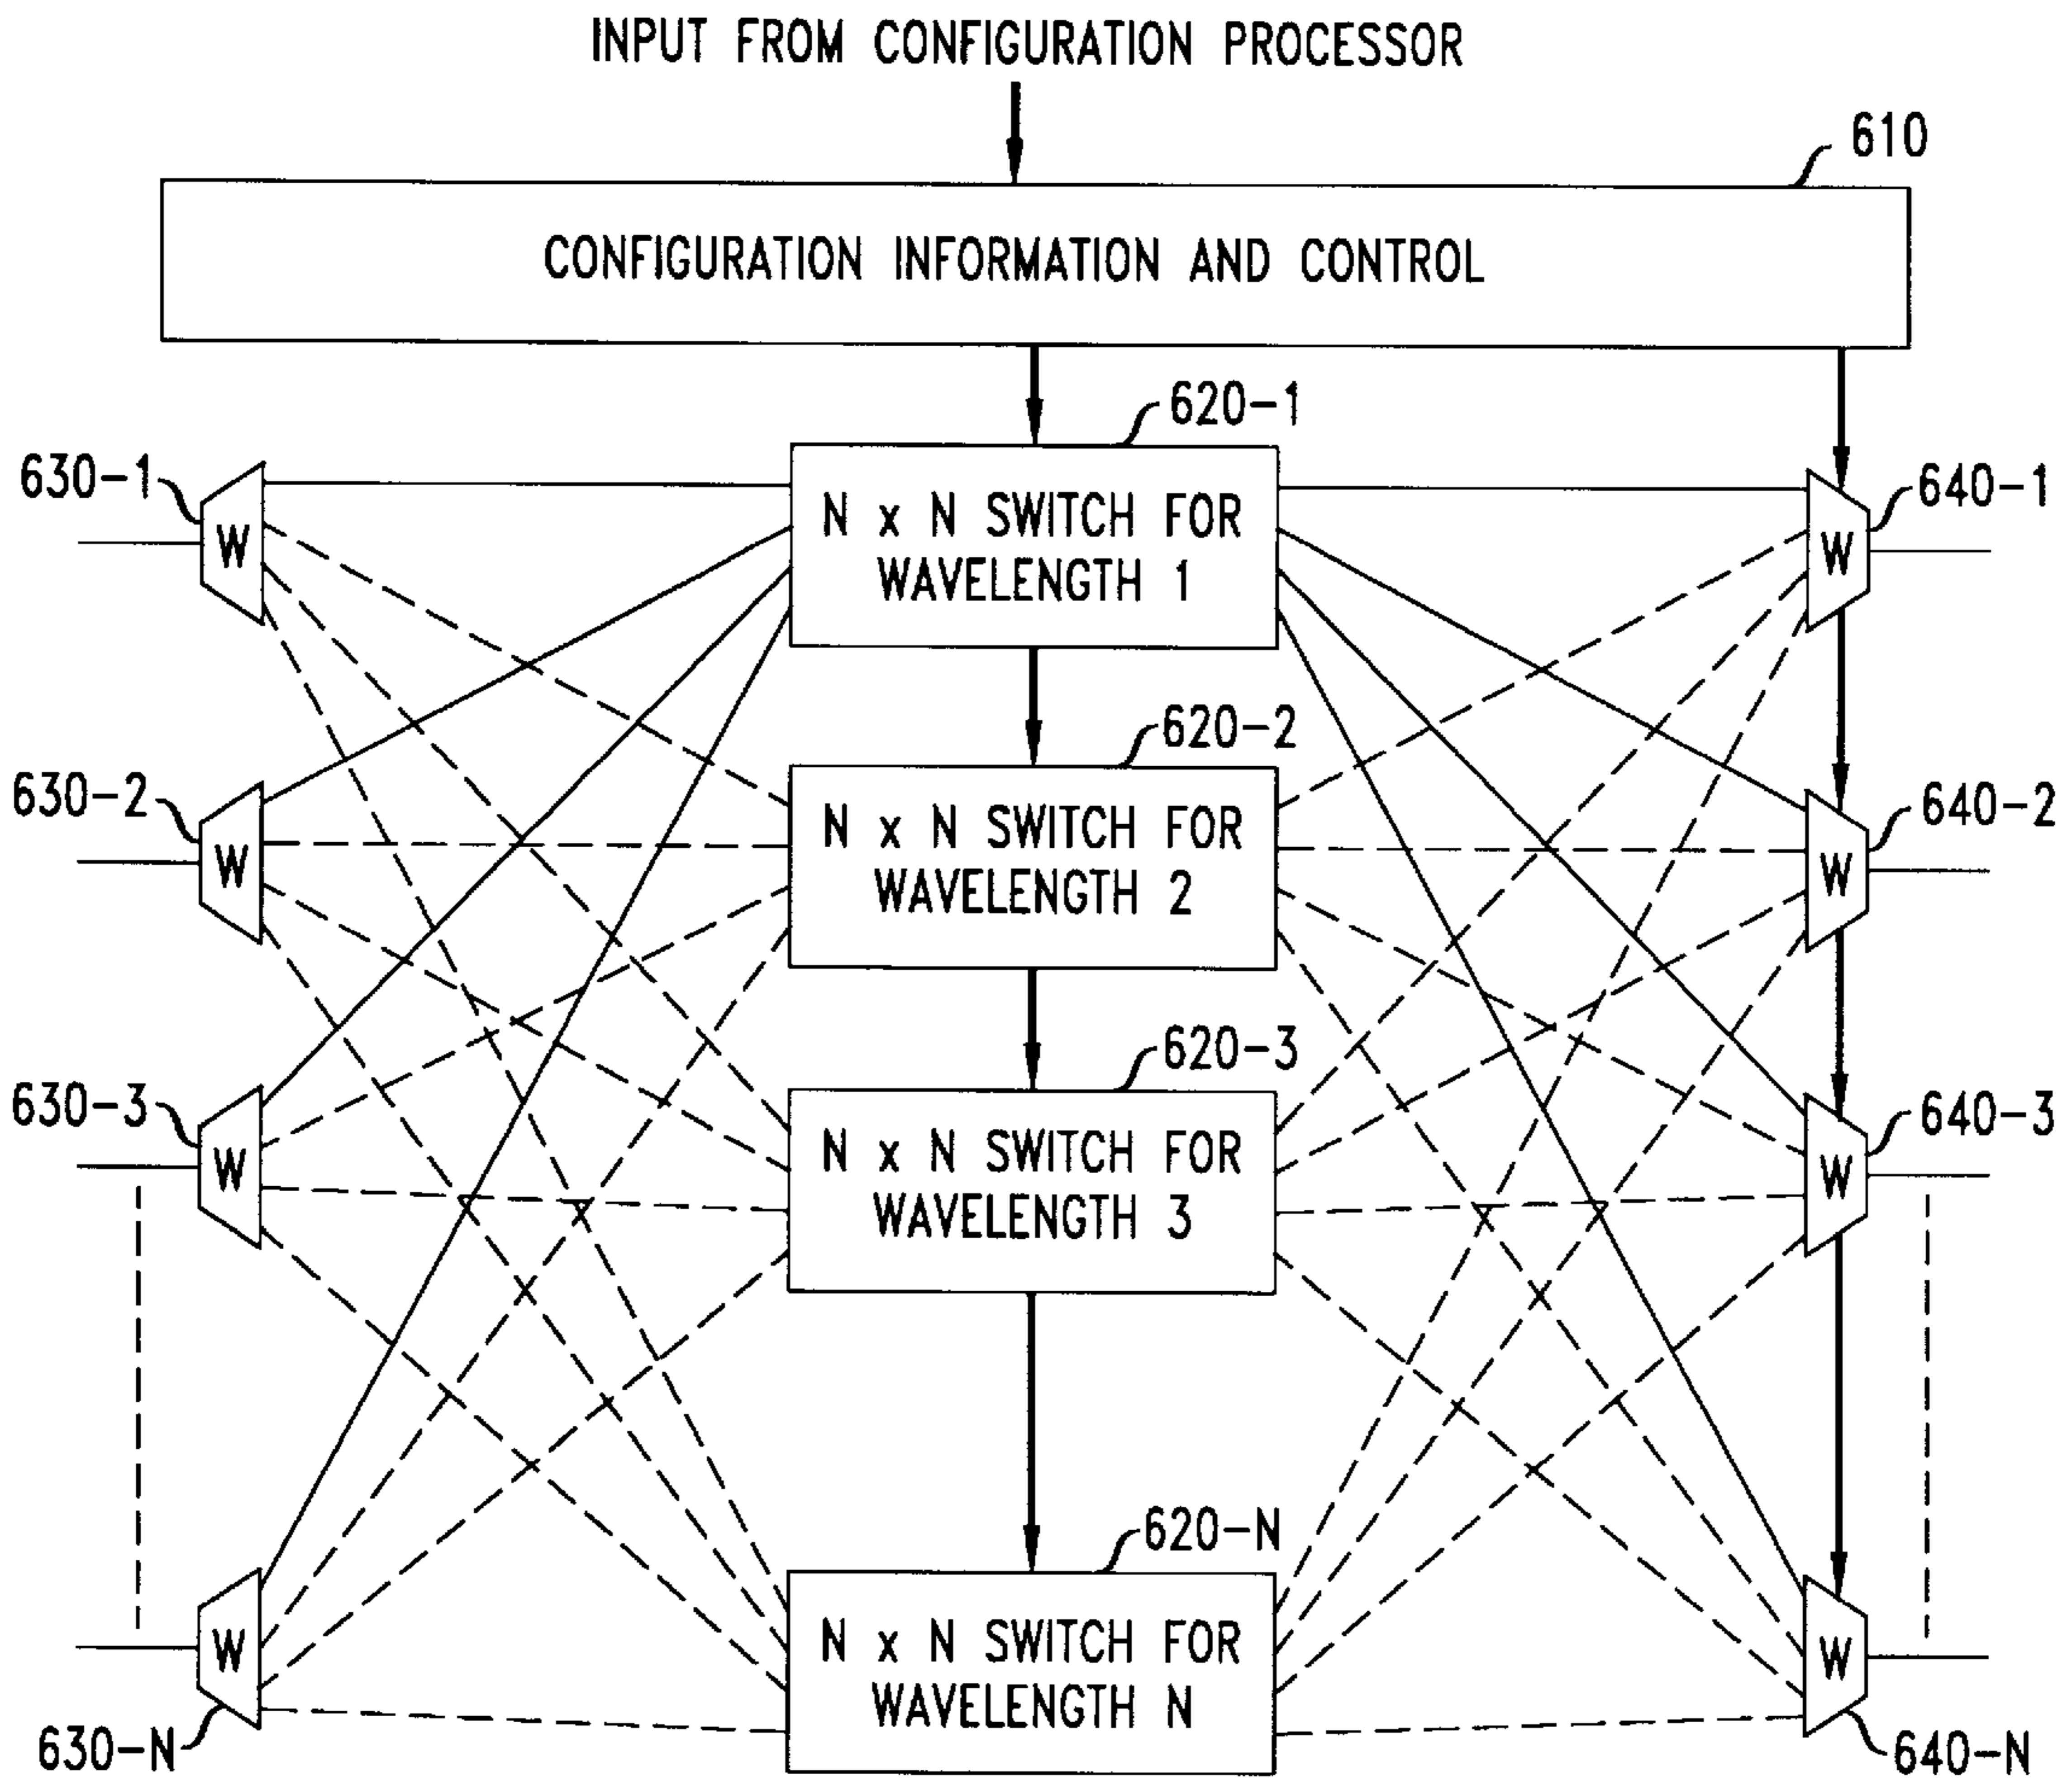 INPUT FROM CONFIGURATION PROCESSOR
610
CONFIGURATION INFORMATION AND CONTROL
620-1
630-1
W
N x N SWITCH FOR
WAVELENGTH 1
W
640-1
620-2
630-2
W
N x N SWITCH FOR
WAVELENGTH 2
W
640-2
620-3
630-3
W
N x N SWITCH FOR
WAVELENGTH 3
W
640-3
620-N
W
N x N SWITCH FOR
WAVELENGTH N
W
630-N
640-N